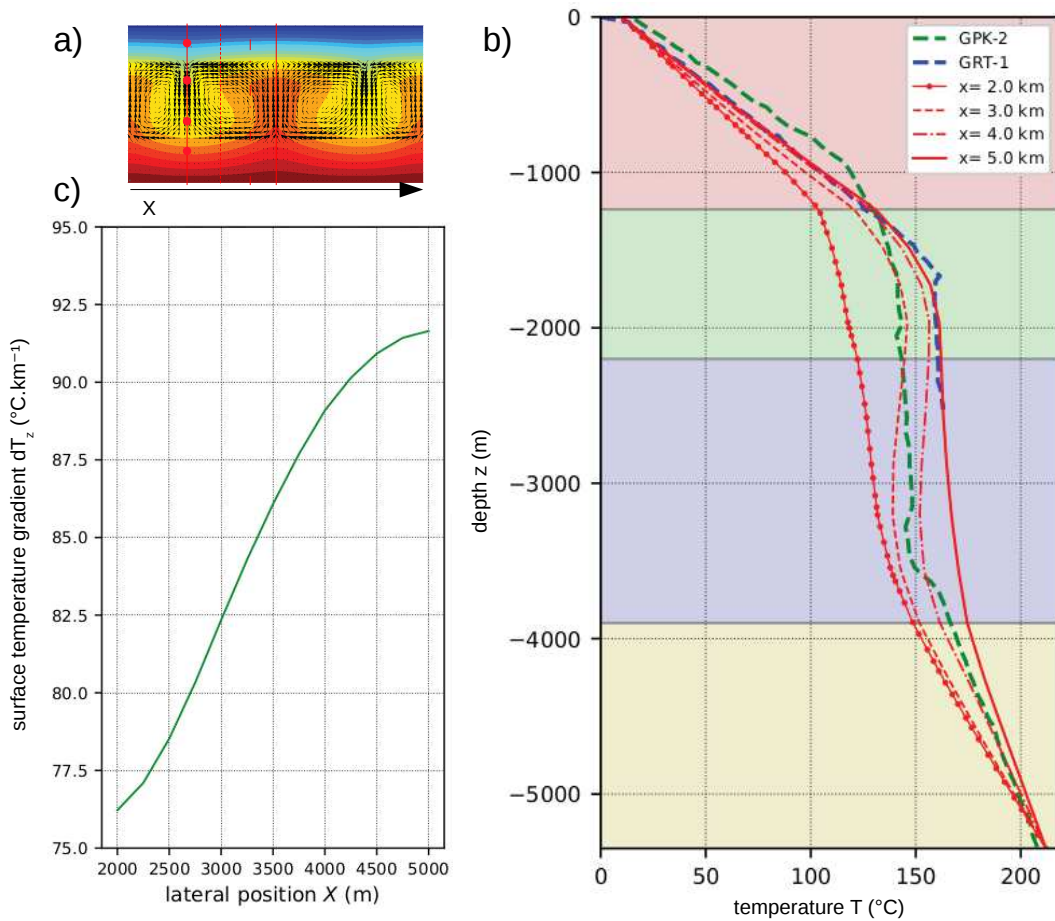 a)
X
c)
95.0
92.5
90.0
87.5
85.0
82.5
80.0
77.5
75.0
surface temperature gradient dT_z (°C.km⁻¹)
2000 2500 3000 3500 4000 4500 5000
lateral position X (m)
b)
GPK-2
GRT-1
x= 2.0 km
x= 3.0 km
x= 4.0 km
x= 5.0 km
0
−1000
−2000
−3000
−4000
−5000
depth z (m)
0 50 100 150 200
temperature T (°C)